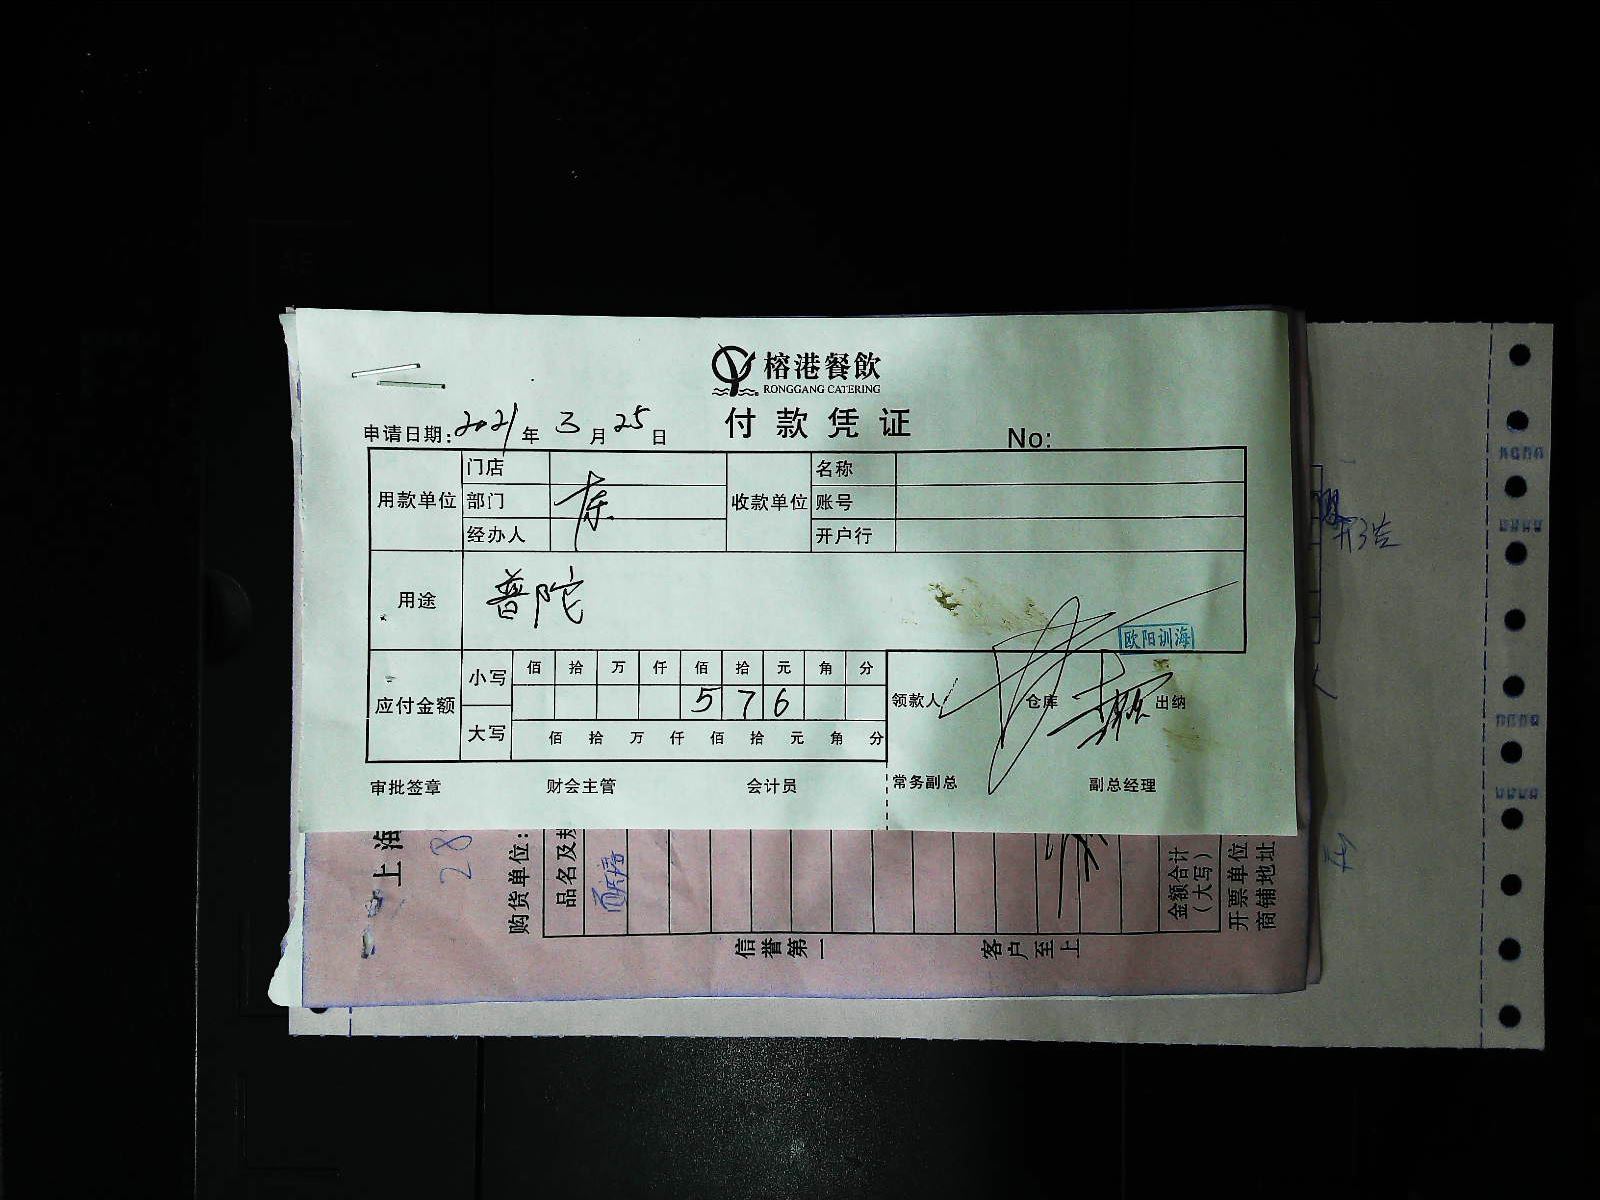 榕港餐飲
RONGGANG CATERING
付款凭证
申请日期:2021年3月25日
No:
用款单位 门店 收款单位 名称
部门 账号
经办人 开户行
用途 普陀
欧阳训海
应付金额 小写 佰 拾 万 仟 佰 拾 元 角 分
5 7 6
领款人 仓库 出纳
大写 佰 拾 万 仟 佰 拾 元 角 分
审批签章 财会主管 会计员 常务副总 副总经理
上海
28
购货单位:
品名及规
金额合计
(大写)
开票单位
商铺地址
信誉第一 客户至上